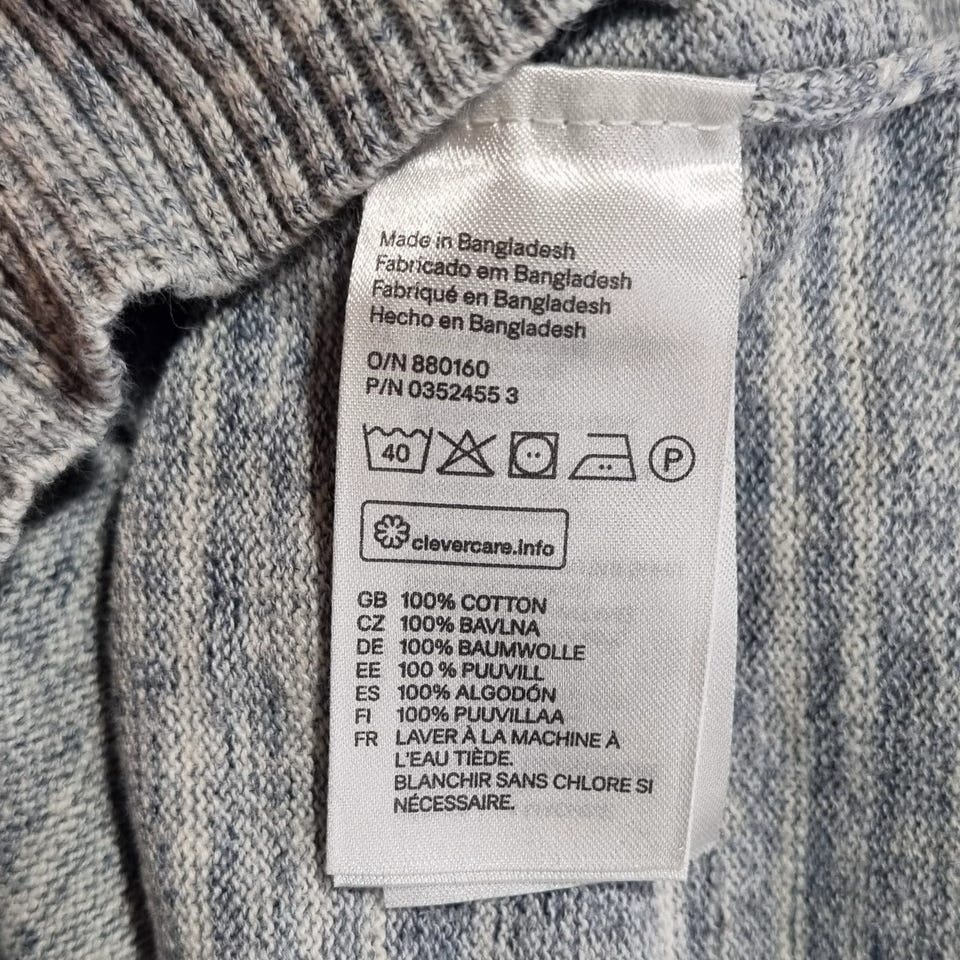 Made in Bangladesh
Fabricado em Bangladesh
Fabriqué en Bangladesh
Hecho en Bangladesh
O/N 880160
P/N 0352455 3
40 P
clevercare.info
GB 100% COTTON
CZ 100% BAVLNA
DE 100% BAUMWOLLE
EE 100 % PUUVILL
ES 100% ALGODÓN
FI 100% PUUVILLAA
FR LAVER À LA MACHINE À
L'EAU TIÈDE.
BLANCHIR SANS CHLORE SI
NÉCESSAIRE.